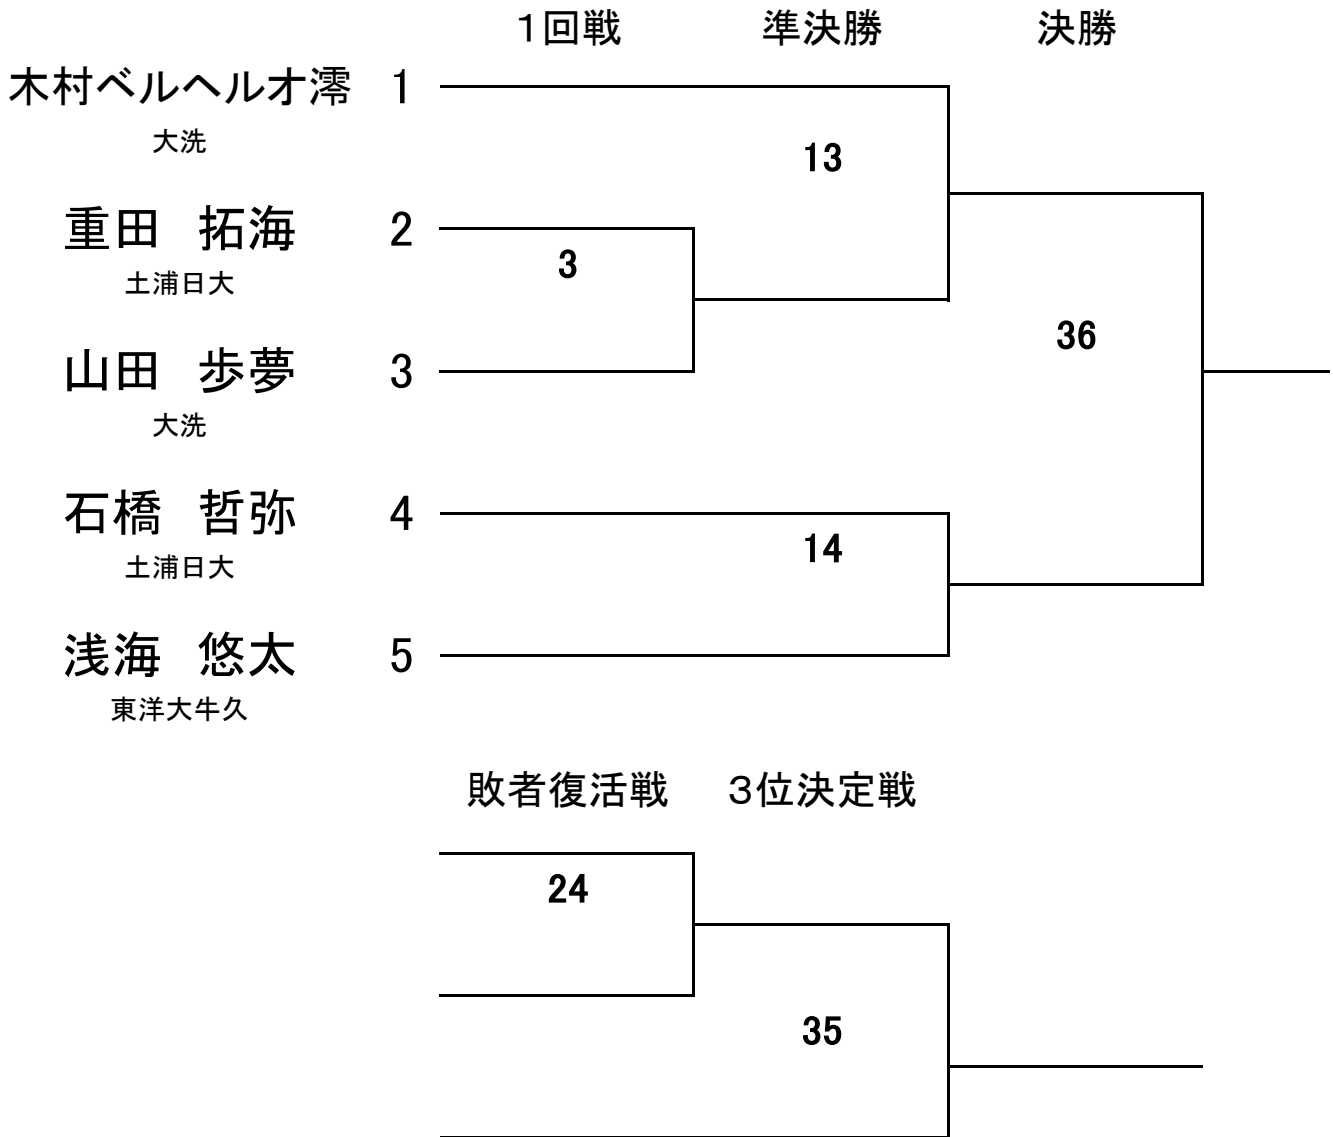 1回戦 準決勝 決勝
木村ベルヘルオ澪 1
大洗
13
重田 拓海 2
3
土浦日大
36
山田 歩夢 3
大洗
石橋 哲弥 4
14
土浦日大
浅海 悠太 5
東洋大牛久
敗者復活戦 3位決定戦
24
35